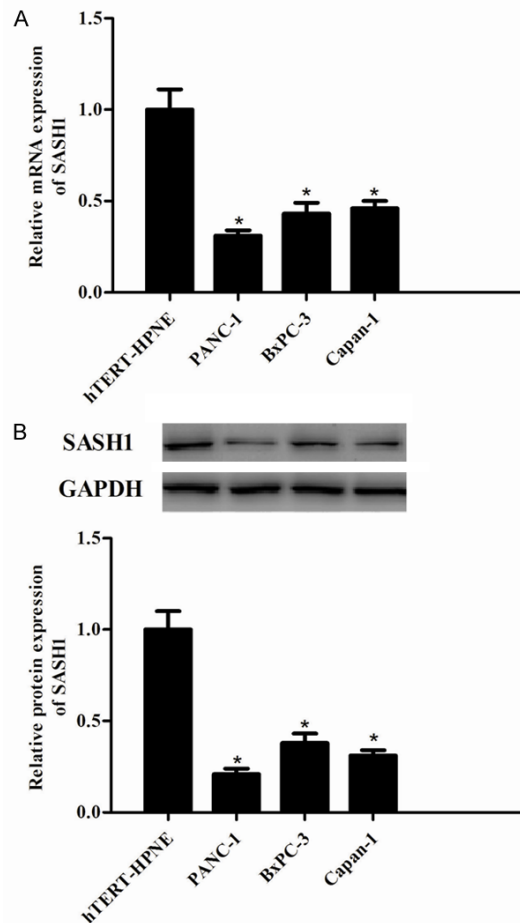 A
Relative mRNA expression
of SASH1
1.5
1.0
0.5
0.0
*
*
*
hTERT-HPNE
PANC-1
BxPC-3
Capan-1
B
SASH1
GAPDH
Relative protein expression
of SASH1
1.5
1.0
0.5
0.0
*
*
*
hTERT-HPNE
PANC-1
BxPC-3
Capan-1